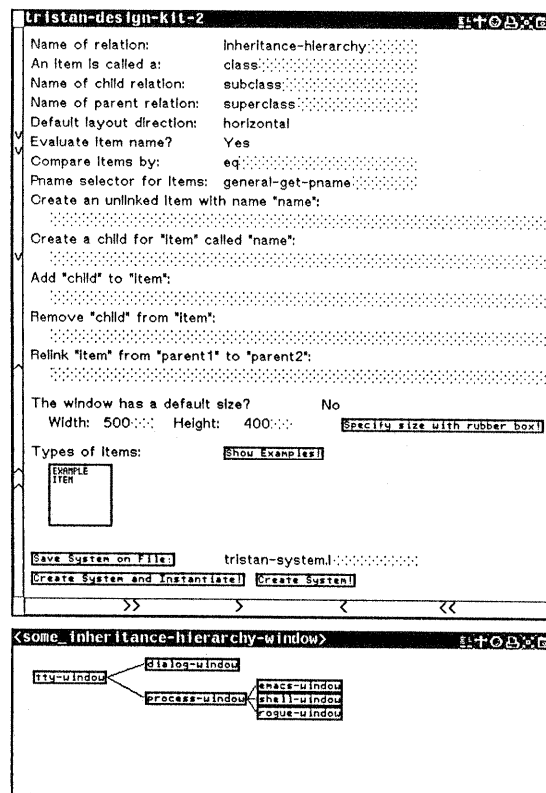 tristan-design-kit-2
Name of relation: Inheritance-hierarchy
An item is called a: class
Name of child relation: subclass
Name of parent relation: superclass
Default layout direction: horizontal
Evaluate item name? Yes
Compare items by: eq
Pname selector for items: general-get-pname
Create an unlinked item with name "name":
Create a child for "item" called "name":
Add "child" to "item":
Remove "child" from "item":
Relink "item" from "parent1" to "parent2":
The window has a default size? No
Width: 500 Height: 400 Specify size with rubber box!
Types of items: Show Examples!
EXAMPLE
ITEM
Save System on File: tristan-system.l
Create System and Instantiate! Create System!
>> > < <<
<some_inheritance-hierarchy-window>
dialog-window
tty-window
emacs-window
process-window shell-window
rogue-window